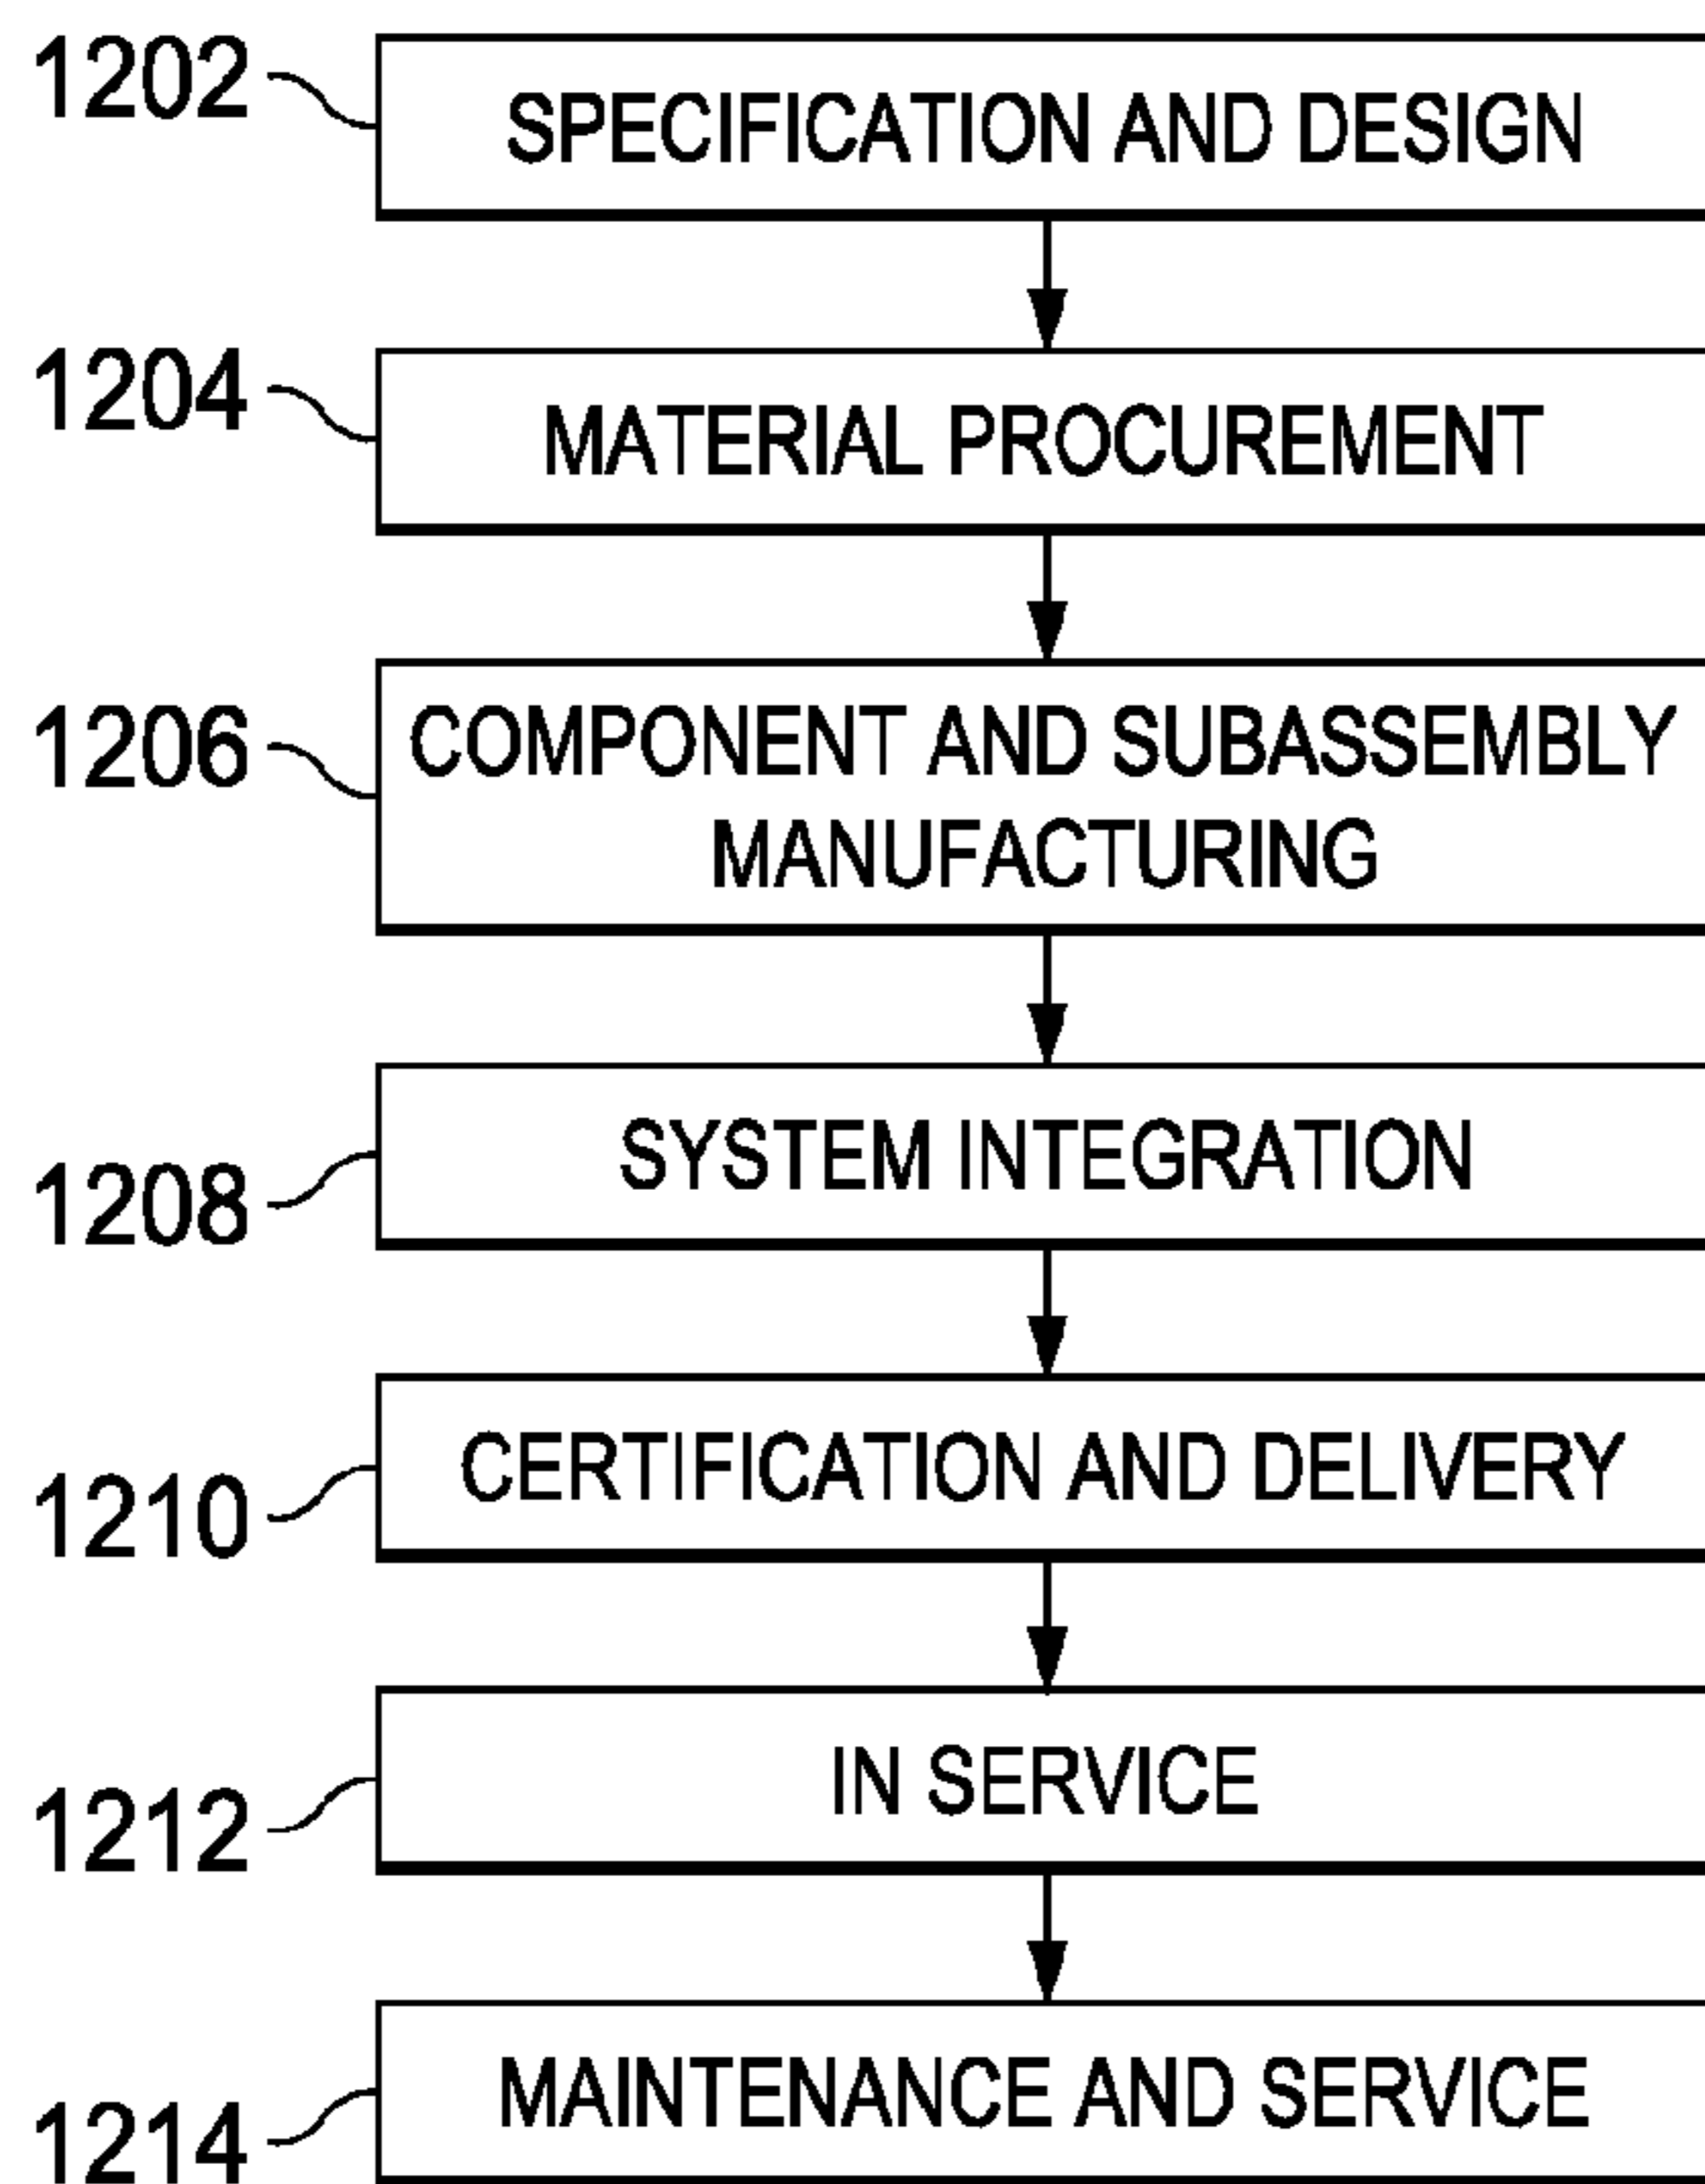 1202
SPECIFICATION AND DESIGN
1204
MATERIAL PROCUREMENT
1206
COMPONENT AND SUBASSEMBLY
MANUFACTURING
1208
SYSTEM INTEGRATION
1210
CERTIFICATION AND DELIVERY
1212
IN SERVICE
1214
MAINTENANCE AND SERVICE